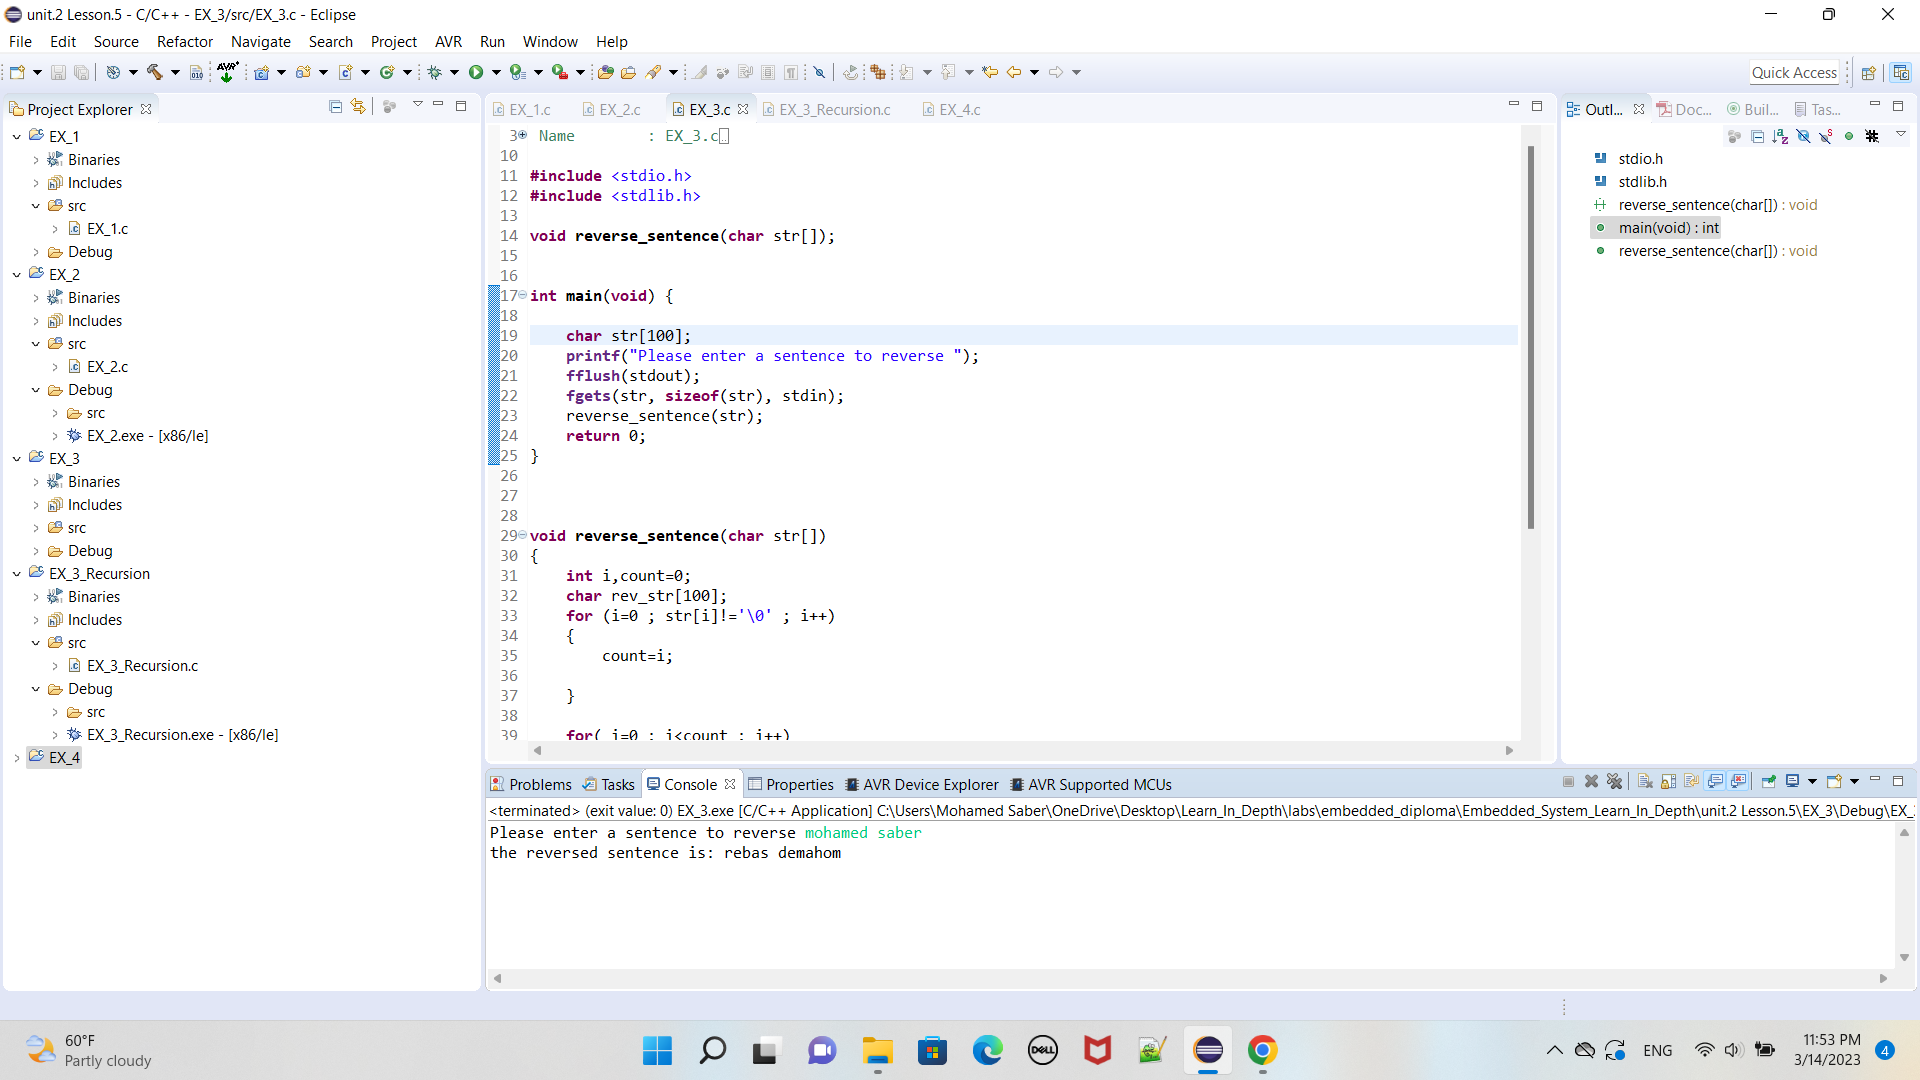 unit.2 Lesson.5 - C/C++ - EX_3/src/EX_3.c - Eclipse
File Edit Source Refactor Navigate Search Project AVR Run Window Help
Quick Access
Project Explorer
EX_1
Binaries
Includes
src
EX_1.c
Debug
EX_2
Binaries
Includes
src
EX_2.c
Debug
src
EX_2.exe - [x86/le]
EX_3
Binaries
Includes
src
Debug
EX_3_Recursion
Binaries
Includes
src
EX_3_Recursion.c
Debug
src
EX_3_Recursion.exe - [x86/le]
EX_4
EX_1.c EX_2.c EX_3.c EX_3_Recursion.c EX_4.c
3 Name : EX_3.c
10
11 #include <stdio.h>
12 #include <stdlib.h>
13
14 void reverse_sentence(char str[]);
15
16
17 int main(void) {
18
19 char str[100];
20 printf("Please enter a sentence to reverse ");
21 fflush(stdout);
22 fgets(str, sizeof(str), stdin);
23 reverse_sentence(str);
24 return 0;
25 }
26
27
28
29 void reverse_sentence(char str[])
30 {
31 int i,count=0;
32 char rev_str[100];
33 for (i=0 ; str[i]!='\0' ; i++)
34 {
35 count=i;
36
37 }
38
39 for( i=0 ; i<count ; i++)
Outl... Doc... Buil... Tas...
stdio.h
stdlib.h
reverse_sentence(char[]) : void
main(void) : int
reverse_sentence(char[]) : void
Problems Tasks Console Properties AVR Device Explorer AVR Supported MCUs
<terminated> (exit value: 0) EX_3.exe [C/C++ Application] C:\Users\Mohamed Saber\OneDrive\Desktop\Learn_In_Depth\labs\embedded_diploma\Embedded_System_Learn_In_Depth\unit.2 Lesson.5\EX_3\Debug\EX_
Please enter a sentence to reverse mohamed saber
the reversed sentence is: rebas demahom
60°F
Partly cloudy
DELL
ENG
11:53 PM
3/14/2023
4